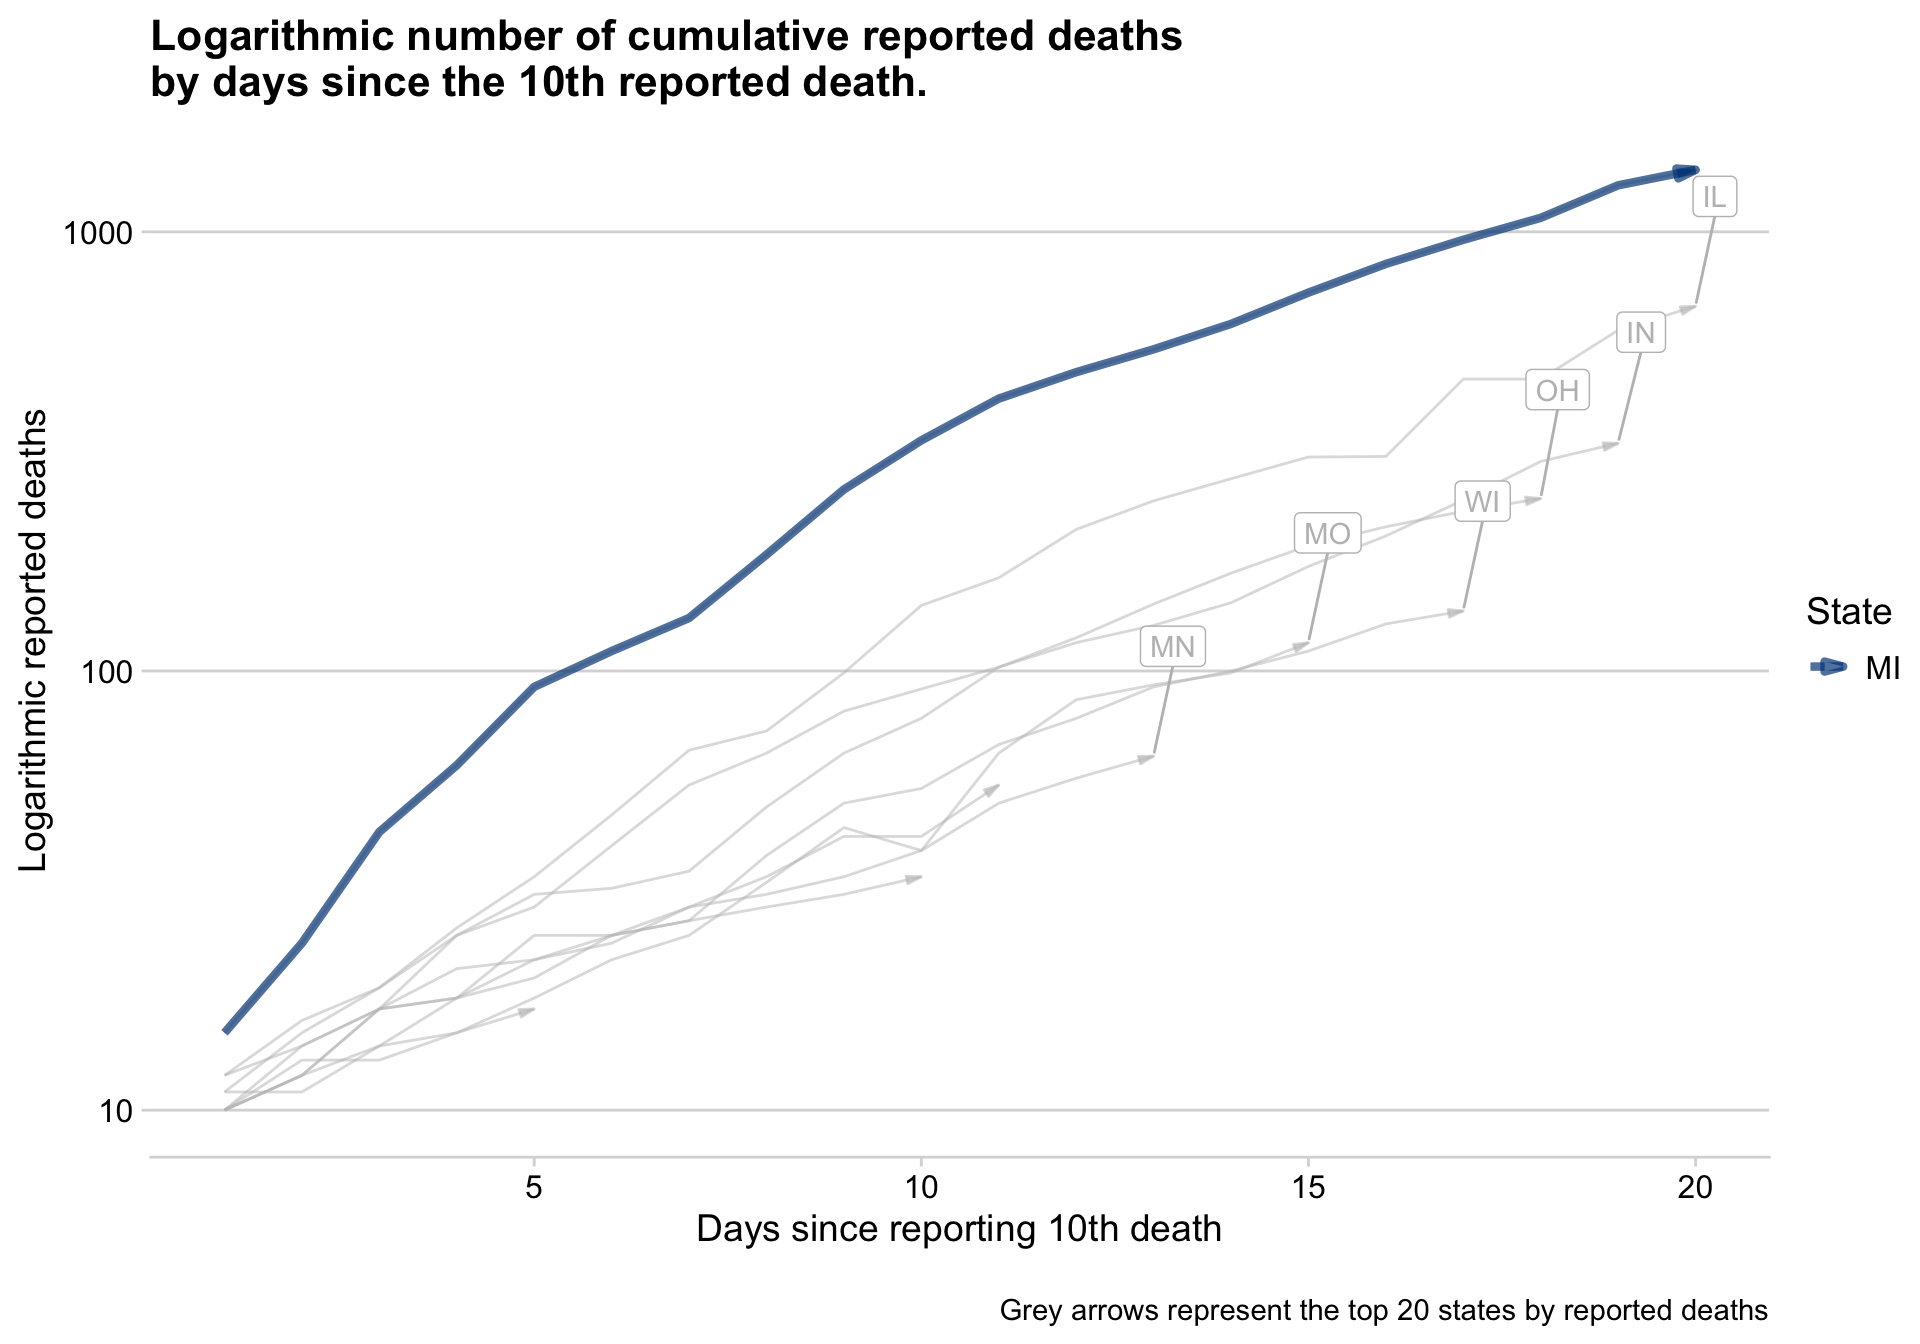 Logarithmic number of cumulative reported deaths
by days since the 10th reported death.
Logarithmic reported deaths
1000
100
10
IL
IN
OH
WI
MO
MN
State
MI
5
10
15
20
Days since reporting 10th death
Grey arrows represent the top 20 states by reported deaths